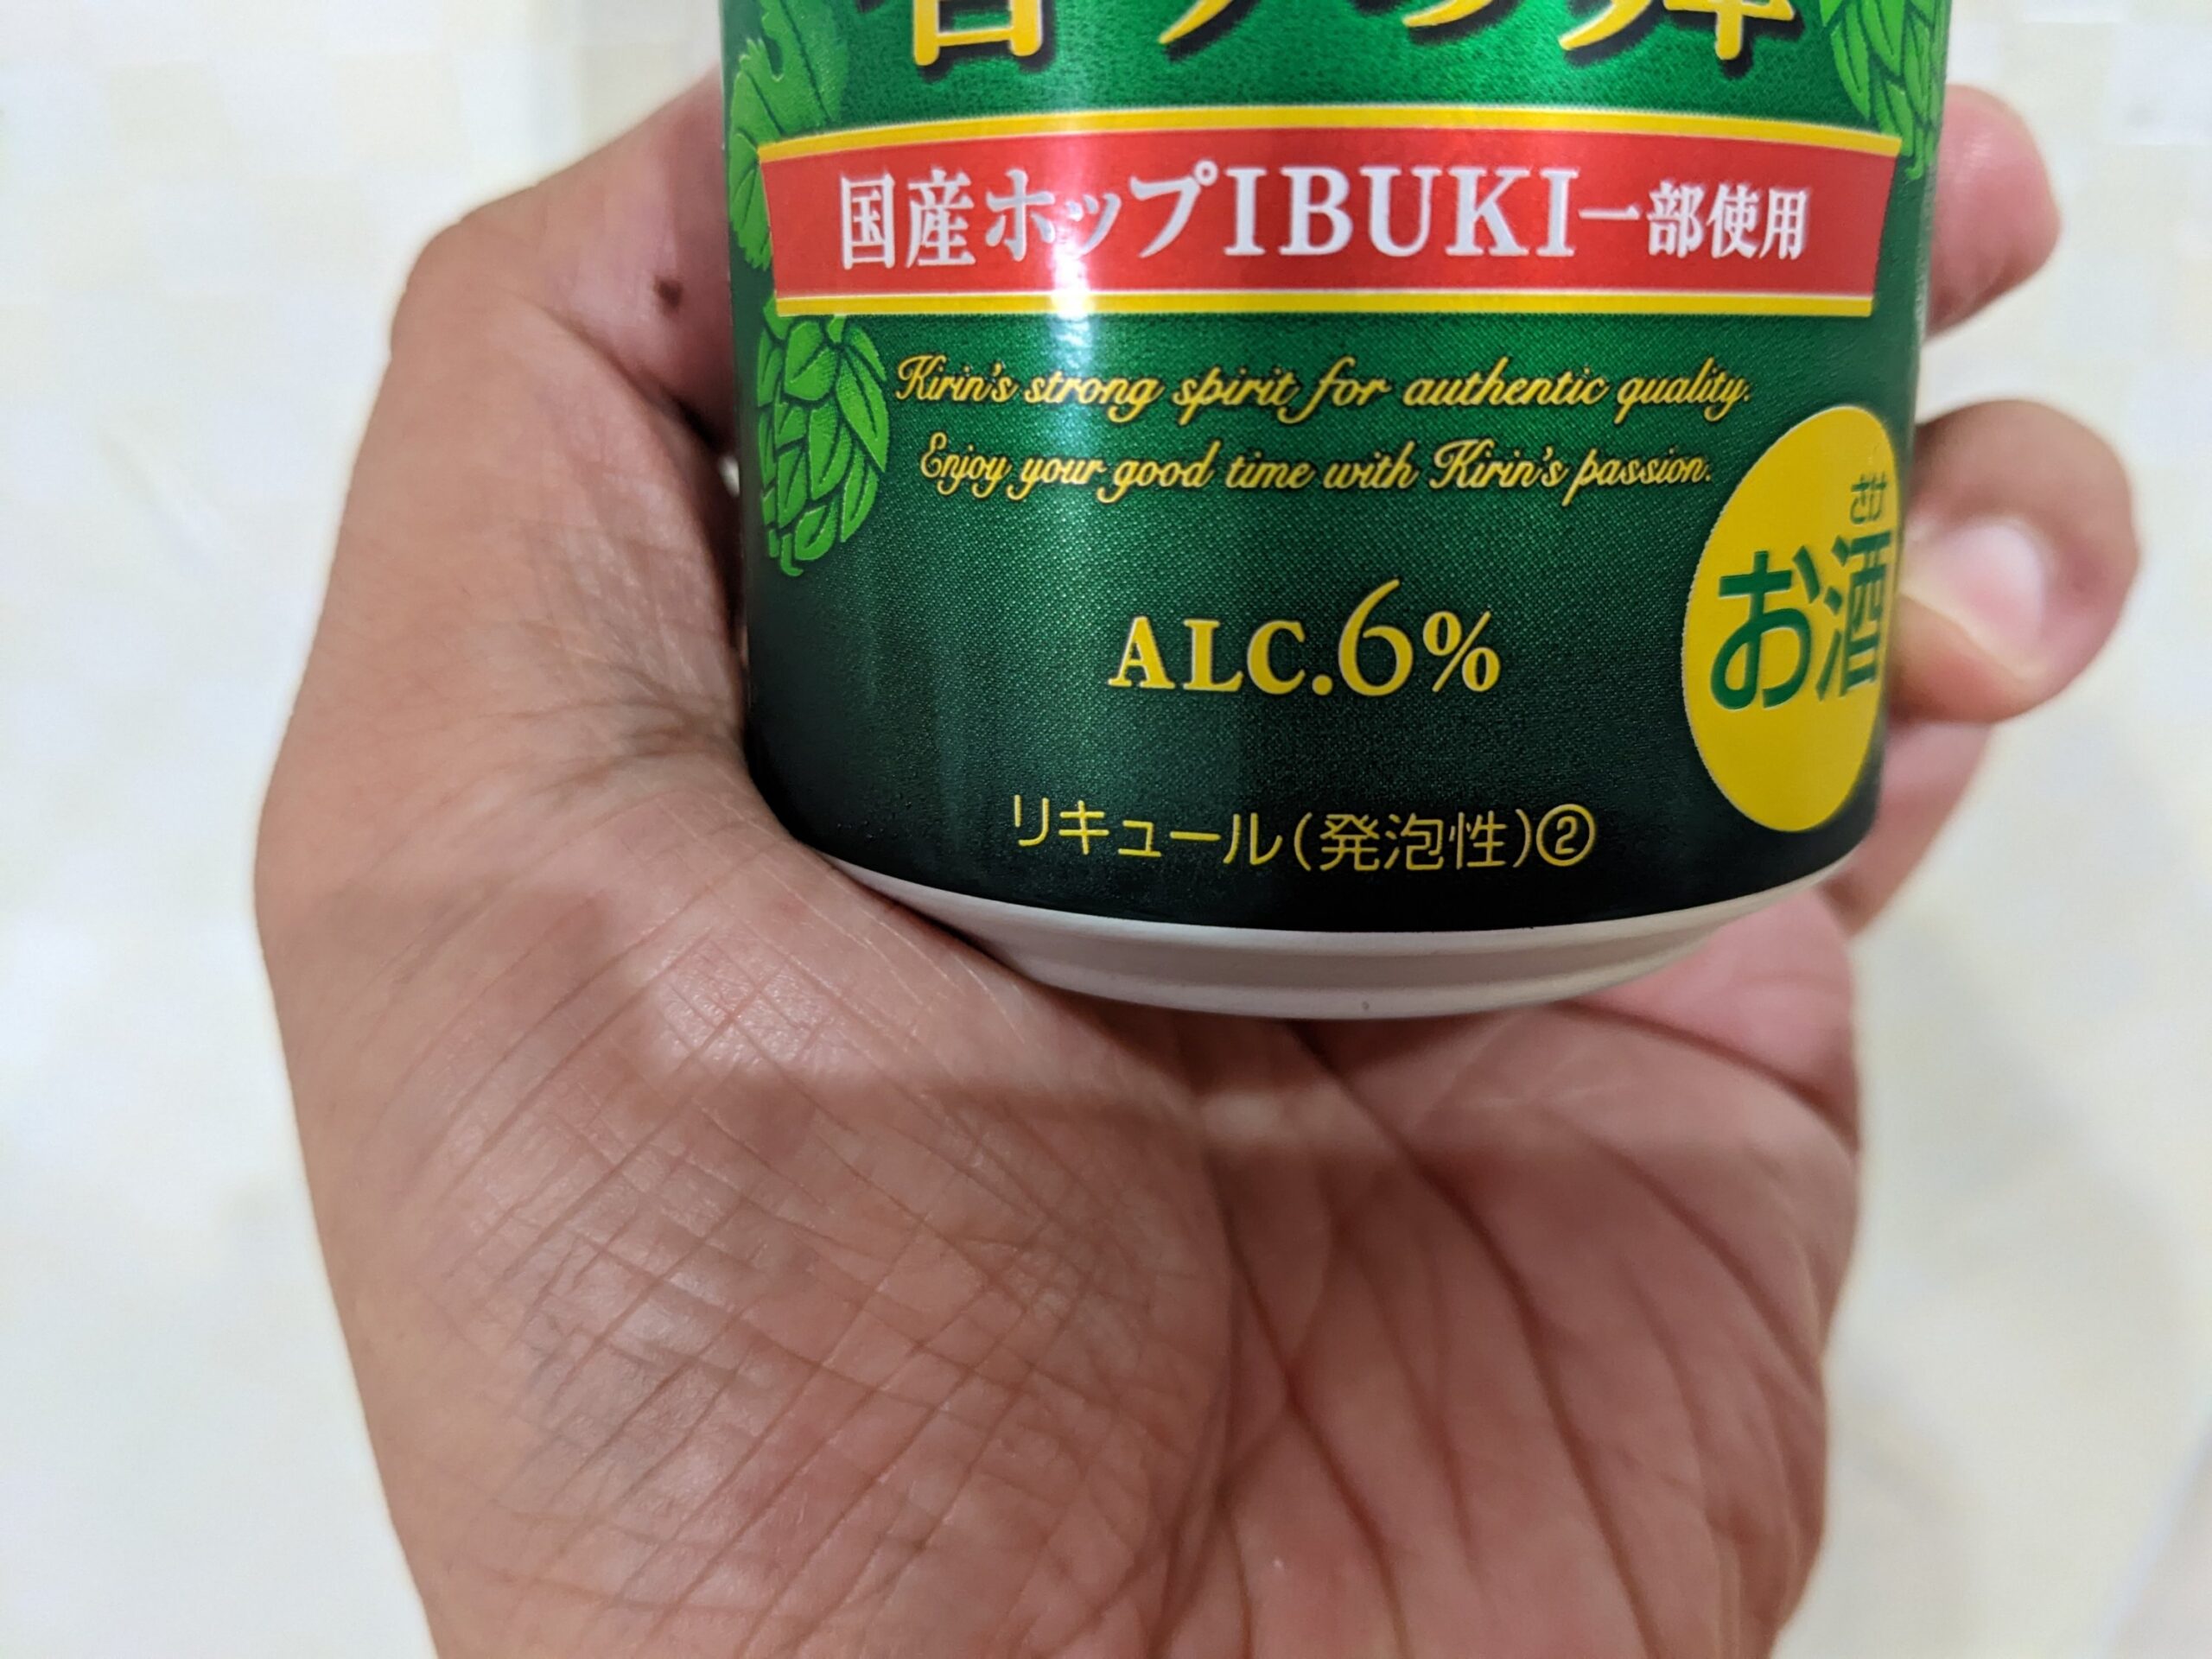 国産ホップIBUKI一部使用
Kirin's strong spirit for authentic quality.
Enjoy your good time with Kirin's passion.
さけ
お酒
ALC.6%
リキュール(発泡性)②